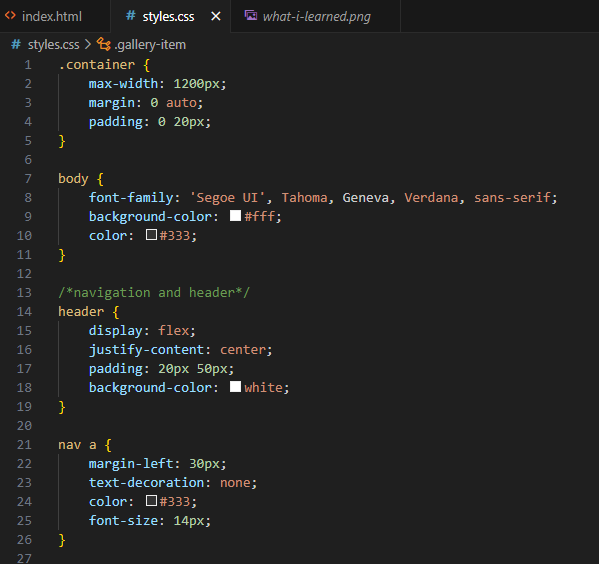 index.html styles.css what-i-learned.png
# styles.css > .gallery-item
1 .container {
2     max-width: 1200px;
3     margin: 0 auto;
4     padding: 0 20px;
5 }
6
7 body {
8     font-family: 'Segoe UI', Tahoma, Geneva, Verdana, sans-serif;
9     background-color: #fff;
10     color: #333;
11 }
12
13 /*navigation and header*/
14 header {
15     display: flex;
16     justify-content: center;
17     padding: 20px 50px;
18     background-color: white;
19 }
20
21 nav a {
22     margin-left: 30px;
23     text-decoration: none;
24     color: #333;
25     font-size: 14px;
26 }
27